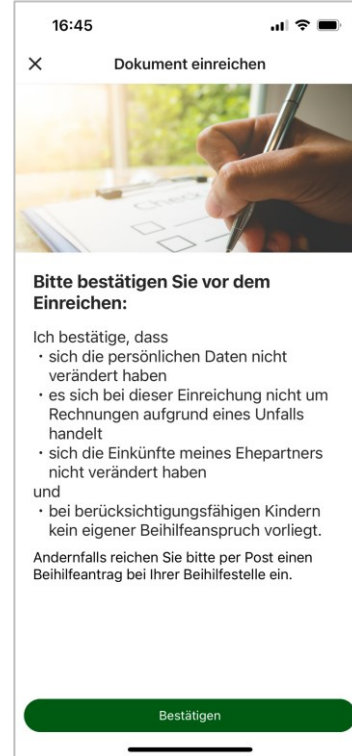 16:45
Dokument einreichen
Check
Bitte bestätigen Sie vor dem
Einreichen:
Ich bestätige, dass
· sich die persönlichen Daten nicht
verändert haben
· es sich bei dieser Einreichung nicht um
Rechnungen aufgrund eines Unfalls
handelt
· sich die Einkünfte meines Ehepartners
nicht verändert haben
und
· bei berücksichtigungsfähigen Kindern
kein eigener Beihilfeanspruch vorliegt.
Andernfalls reichen Sie bitte per Post einen
Beihilfeantrag bei Ihrer Beihilfestelle ein.
Bestätigen